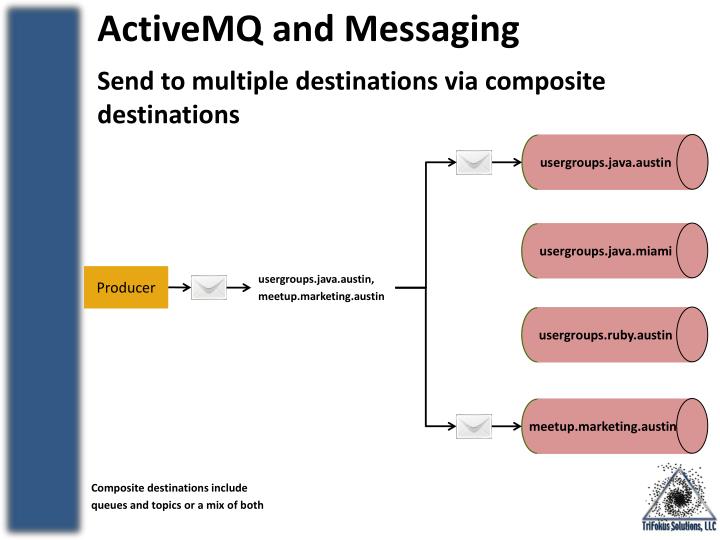 ActiveMQ and Messaging
Send to multiple destinations via composite
destinations
usergroups.java.austin
usergroups.java.miami
Producer
usergroups.java.austin,
meetup.marketing.austin
usergroups.ruby.austin
meetup.marketing.austin
Composite destinations include
queues and topics or a mix of both
TriFokus Solutions, LLC